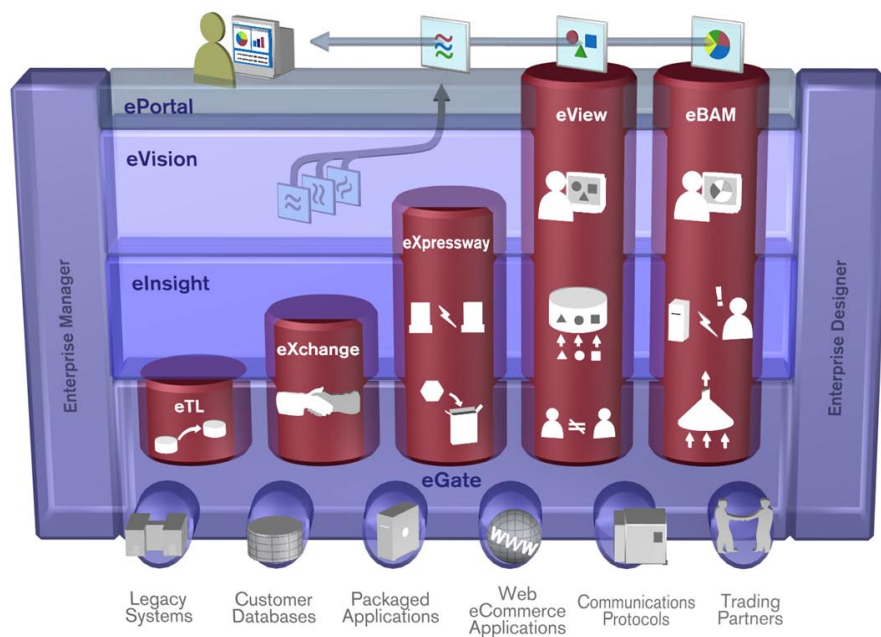 ePortal
eVision
eInsight
eGate
Enterprise Manager
Enterprise Designer
eTL
eXchange
eXpressway
eView
eBAM
WWW
Legacy
Systems
Customer
Databases
Packaged
Applications
Web
eCommerce
Applications
Communications
Protocols
Trading
Partners